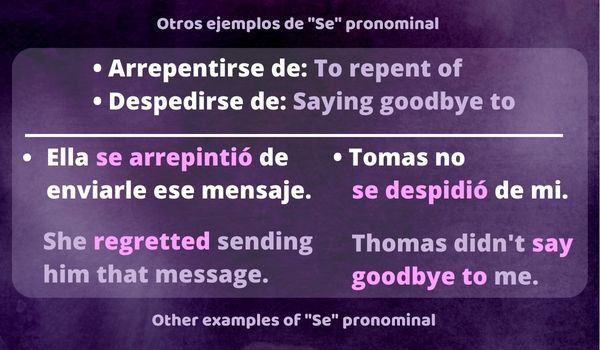 Otros ejemplos de "Se" pronominal
• Arrepentirse de: To repent of
• Despedirse de: Saying goodbye to
• Ella se arrepintió de
enviarle ese mensaje.
She regretted sending
him that message.
• Tomas no
se despidió de mi.
Thomas didn't say
goodbye to me.
Other examples of "Se" pronominal